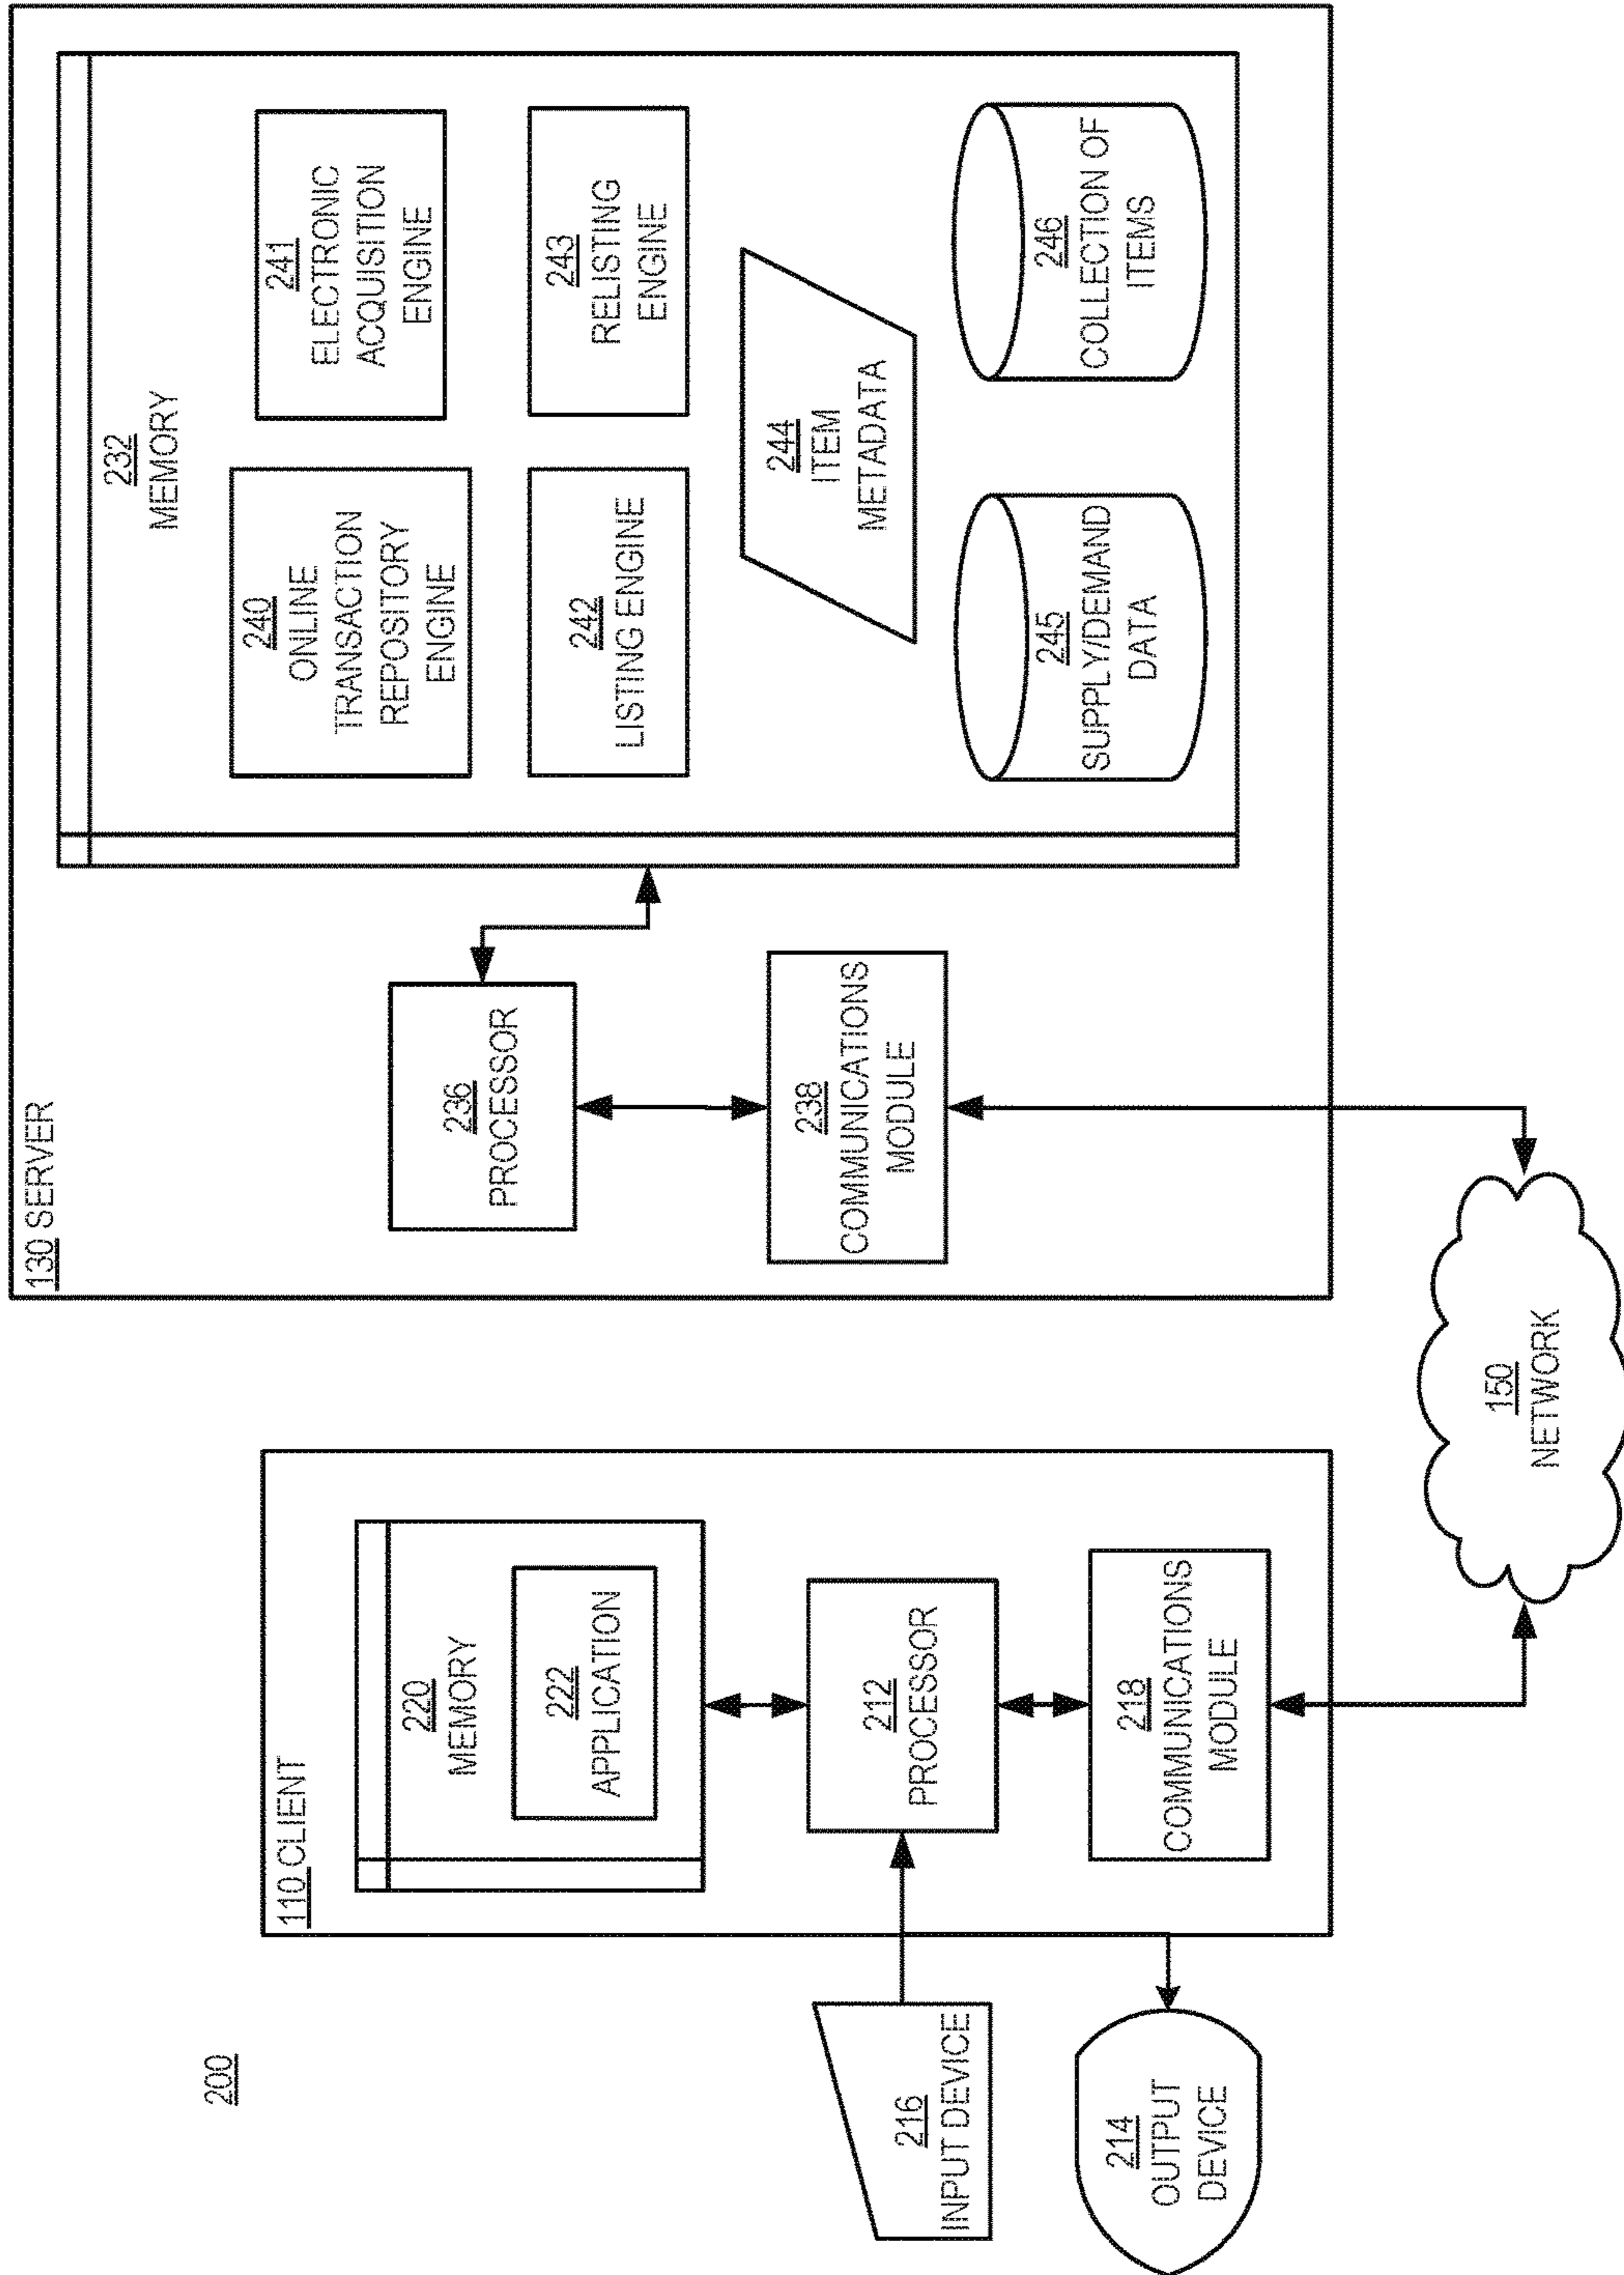 200
110 CLIENT
220
MEMORY
222
APPLICATION
216
INPUT DEVICE
212
PROCESSOR
214
OUTPUT
DEVICE
218
COMMUNICATIONS
MODULE
150
NETWORK
130 SERVER
236
PROCESSOR
238
COMMUNICATIONS
MODULE
232
MEMORY
240
ONLINE
TRANSACTION
REPOSITORY
ENGINE
241
ELECTRONIC
ACQUISITION
ENGINE
242
LISTING ENGINE
243
RELISTING
ENGINE
244
ITEM
METADATA
245
SUPPLY/DEMAND
DATA
246
COLLECTION OF
ITEMS